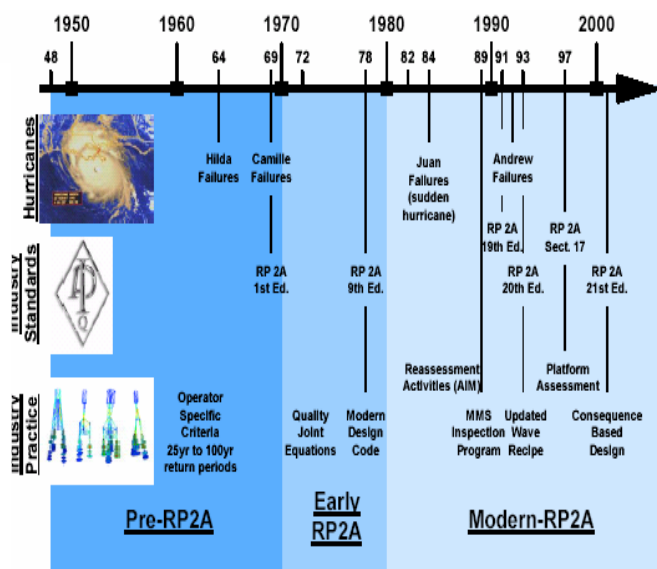 1950 1960 1970 1980 1990 2000
48 64 69 72 78 82 84 89 91 93 97
Hurricanes
Hilda
Failures
Camille
Failures
Juan
Failures
(sudden
hurricane)
Andrew
Failures
Industry
Standards
RP 2A
1st Ed.
RP 2A
9th Ed.
RP 2A
19th Ed.
RP 2A
20th Ed.
RP 2A
Sect. 17
RP 2A
21st Ed.
Industry
Practice
Operator
Specific
Criteria
25yr to 100yr
return periods
Quality
Joint
Equations
Modern
Design
Code
Reassessment
Activities (AIM)
MMS
Inspection
Program
Updated
Wave
Recipe
Platform
Assessment
Consequence
Based
Design
Pre-RP2A
Early
RP2A
Modern-RP2A